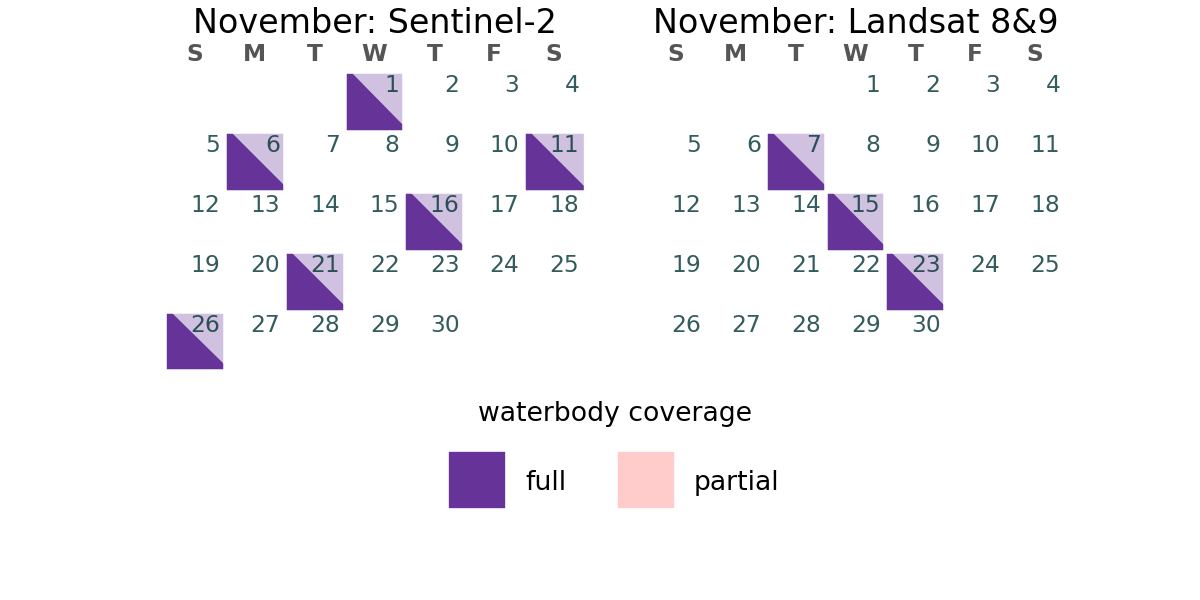 November: Sentinel-2
S M T W T F S
1 2 3 4
5 6 7 8 9 10 11
12 13 14 15 16 17 18
19 20 21 22 23 24 25
26 27 28 29 30
November: Landsat 8&9
S M T W T F S
1 2 3 4
5 6 7 8 9 10 11
12 13 14 15 16 17 18
19 20 21 22 23 24 25
26 27 28 29 30
waterbody coverage
full partial